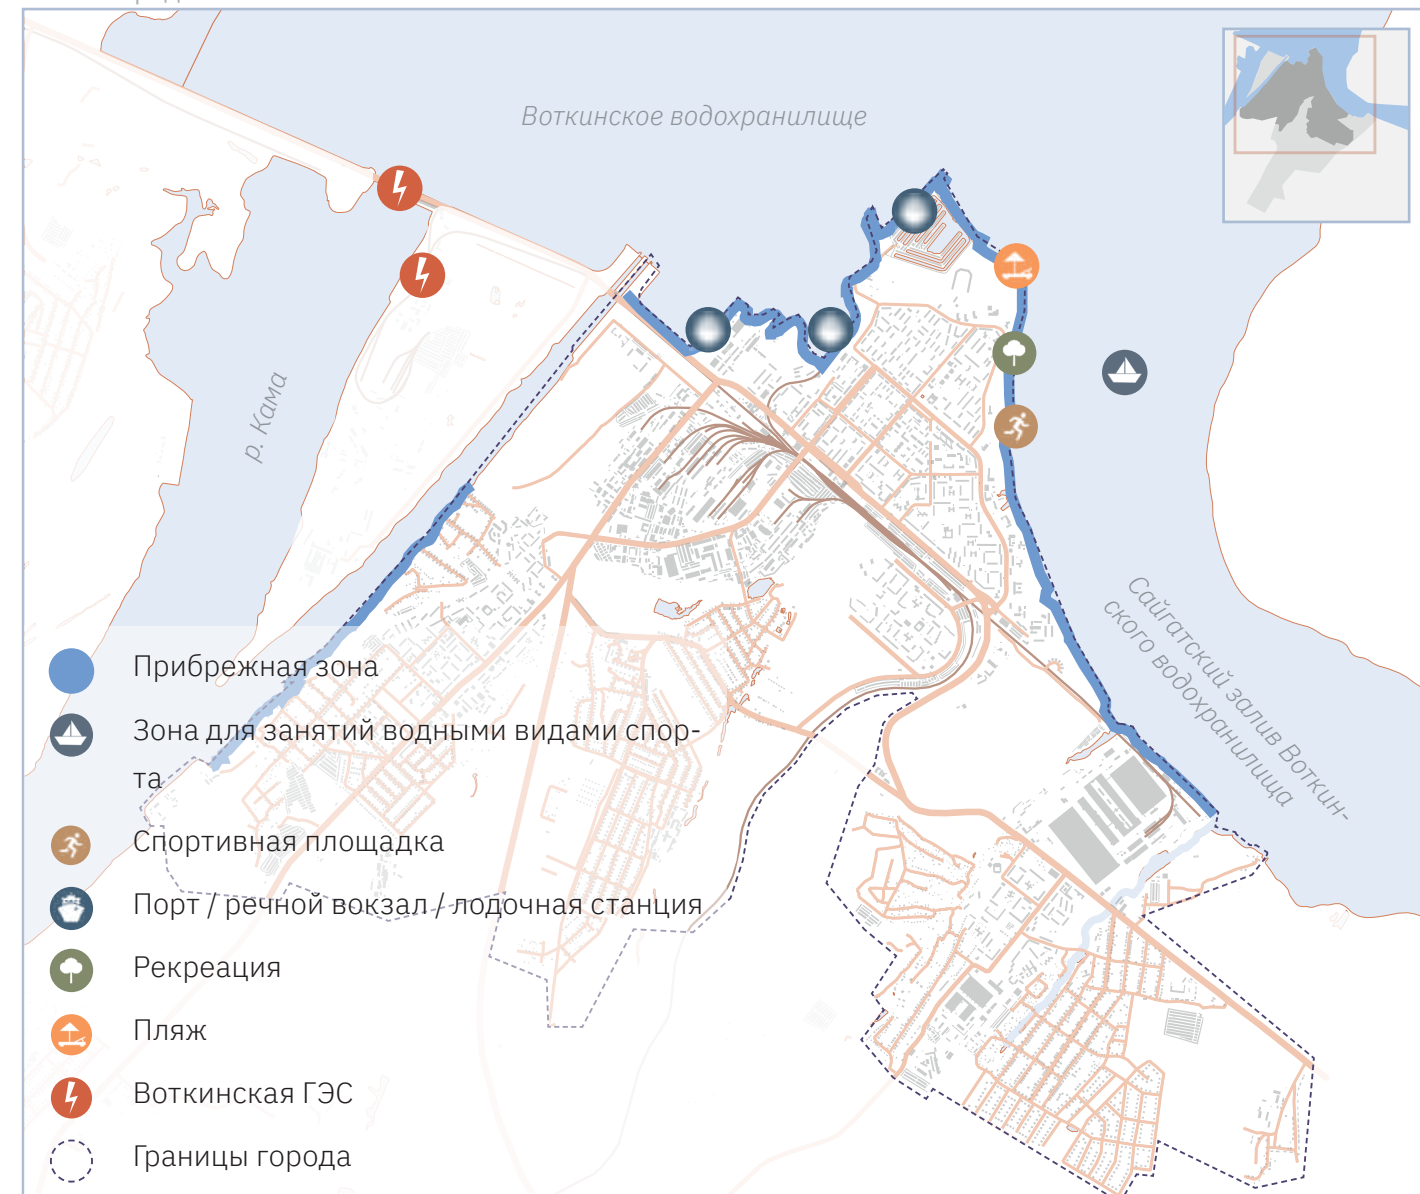 Воткинское водохранилище
р. Кама
Сайгатский залив Воткин-
ского водохранилища
Прибрежная зона
Зона для занятий водными видами спор-
та
Спортивная площадка
Порт / речной вокзал / лодочная станция
Рекреация
Пляж
Воткинская ГЭС
Границы города